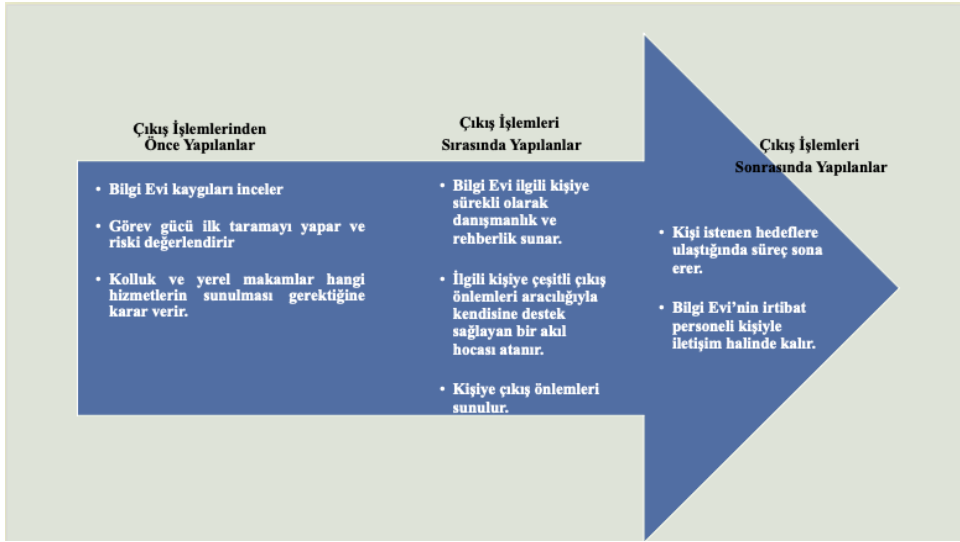 Çıkış İşlemlerinden
Önce Yapılanlar
• Bilgi Evi kaygıları inceler
• Görev gücü ilk taramayı yapar ve
riski değerlendirir
• Kolluk ve yerel makamlar hangi
hizmetlerin sunulması gerektiğine
karar verir.
Çıkış İşlemleri
Sırasında Yapılanlar
• Bilgi Evi ilgili kişiye
sürekli olarak
danışmanlık ve
rehberlik sunar.
• İlgili kişiye çeşitli çıkış
önlemleri aracılığıyla
kendisine destek
sağlayan bir akıl
hocası atanır.
• Kişiye çıkış önlemleri
sunulur.
Çıkış İşlemleri
Sonrasında Yapılanlar
• Kişi istenen hedeflere
ulaştığında süreç sona
erer.
• Bilgi Evi’nin irtibat
personeli kişiyle
iletişim halinde kalır.